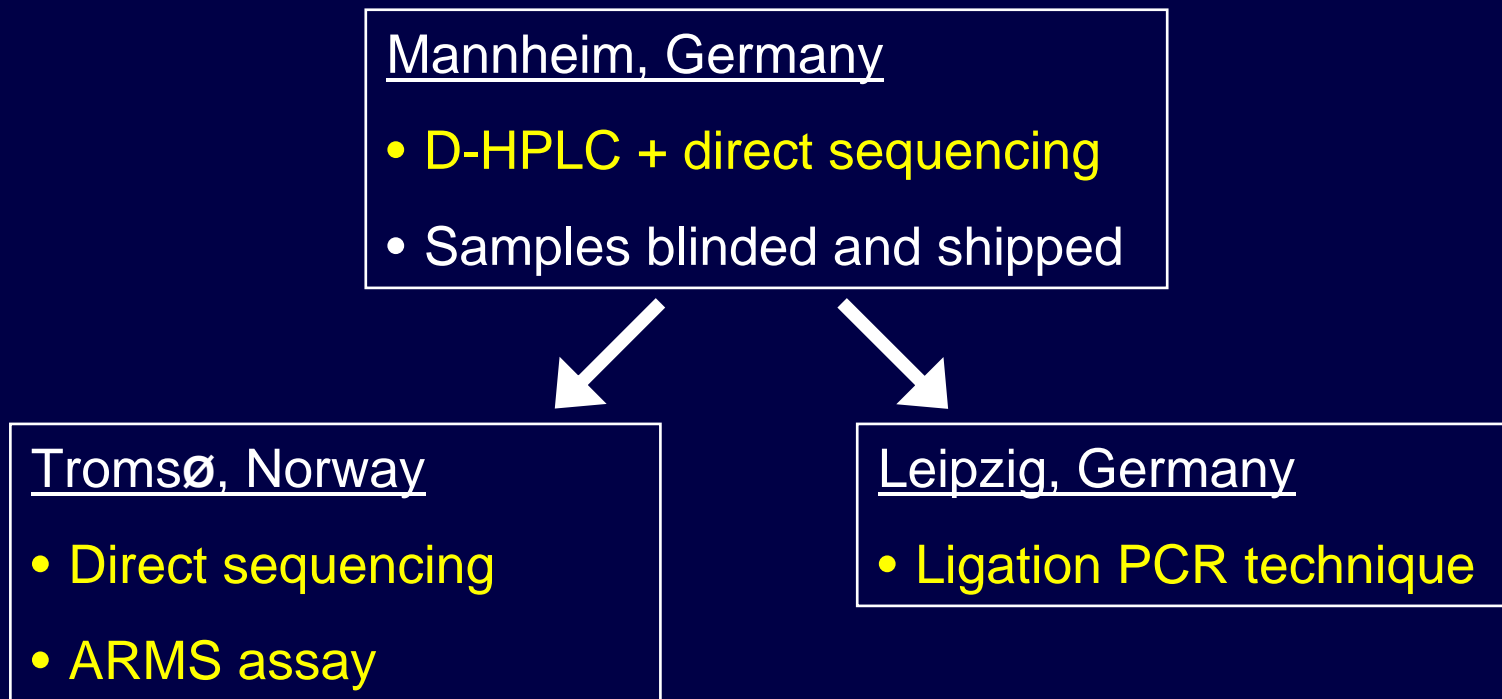 Mannheim, Germany
• D-HPLC + direct sequencing
• Samples blinded and shipped
Tromsø, Norway
• Direct sequencing
• ARMS assay
Leipzig, Germany
• Ligation PCR technique